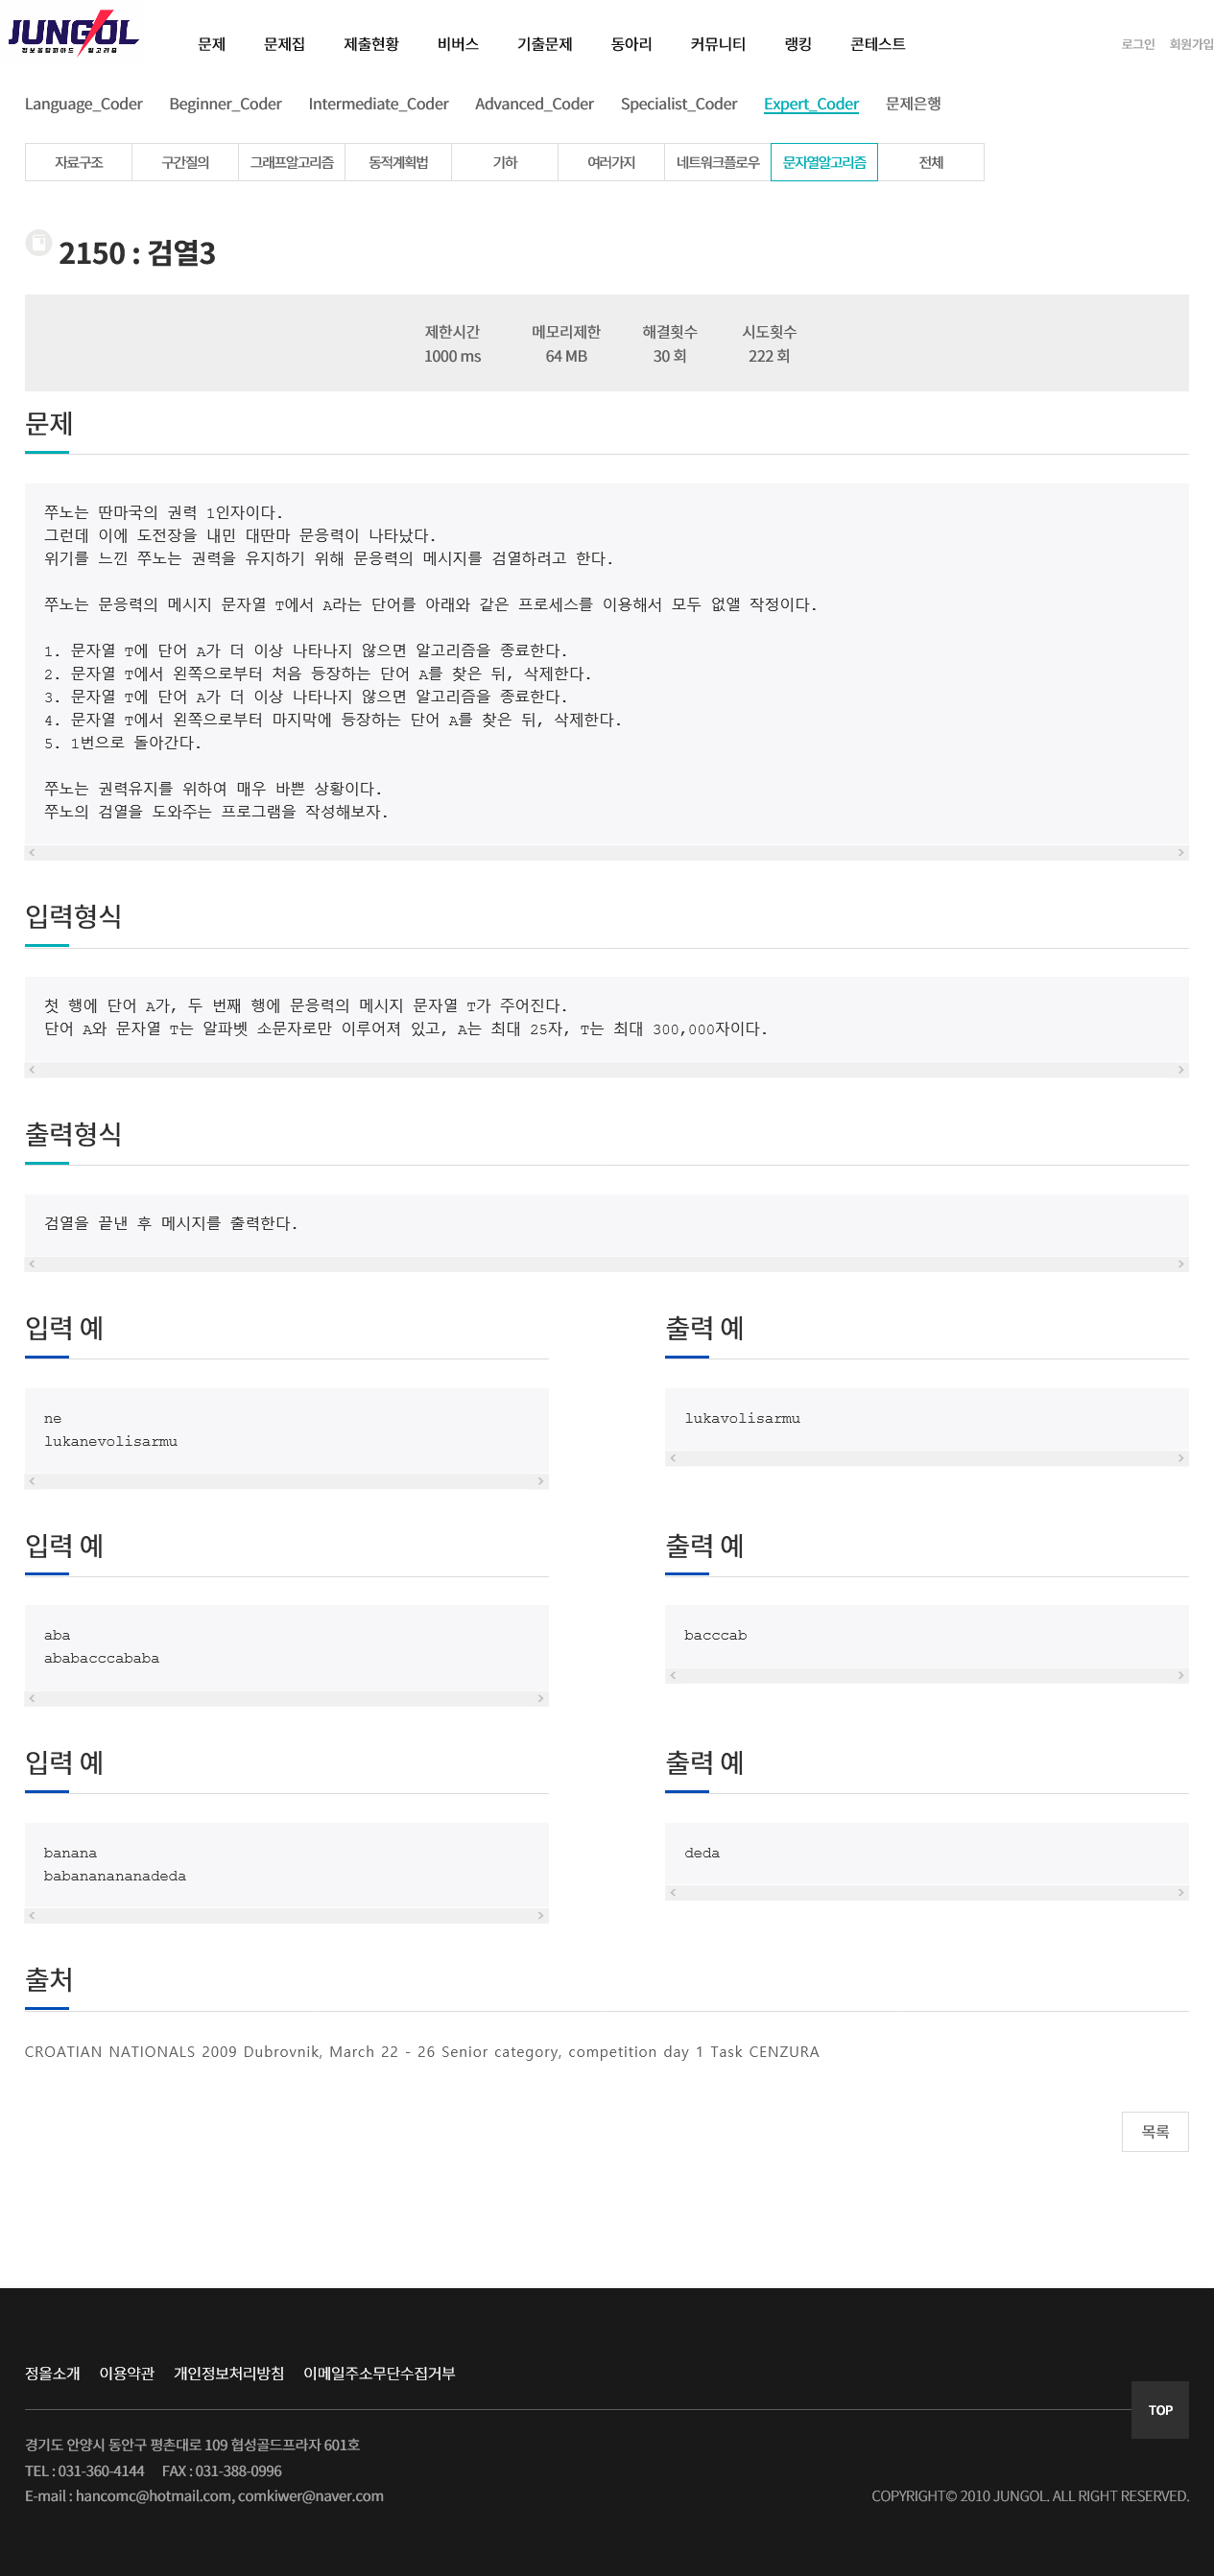 JUNGOL
정보올림피아드 알고리즘
문제 문제집 제출현황 비버스 기출문제 동아리 커뮤니티 랭킹 콘테스트 로그인 회원가입
Language_Coder Beginner_Coder Intermediate_Coder Advanced_Coder Specialist_Coder Expert_Coder 문제은행
자료구조 구간질의 그래프알고리즘 동적계획법 기하 여러가지 네트워크플로우 문자열알고리즘 전체
2150 : 검열3
제한시간 메모리제한 해결횟수 시도횟수
1000 ms 64 MB 30 회 222 회
문제
쭈노는 딴마국의 권력 1인자이다.
그런데 이에 도전장을 내민 대딴마 문응력이 나타났다.
위기를 느낀 쭈노는 권력을 유지하기 위해 문응력의 메시지를 검열하려고 한다.
쭈노는 문응력의 메시지 문자열 T에서 A라는 단어를 아래와 같은 프로세스를 이용해서 모두 없앨 작정이다.
1. 문자열 T에 단어 A가 더 이상 나타나지 않으면 알고리즘을 종료한다.
2. 문자열 T에서 왼쪽으로부터 처음 등장하는 단어 A를 찾은 뒤, 삭제한다.
3. 문자열 T에 단어 A가 더 이상 나타나지 않으면 알고리즘을 종료한다.
4. 문자열 T에서 왼쪽으로부터 마지막에 등장하는 단어 A를 찾은 뒤, 삭제한다.
5. 1번으로 돌아간다.
쭈노는 권력유지를 위하여 매우 바쁜 상황이다.
쭈노의 검열을 도와주는 프로그램을 작성해보자.
입력형식
첫 행에 단어 A가, 두 번째 행에 문응력의 메시지 문자열 T가 주어진다.
단어 A와 문자열 T는 알파벳 소문자로만 이루어져 있고, A는 최대 25자, T는 최대 300,000자이다.
출력형식
검열을 끝낸 후 메시지를 출력한다.
입력 예
ne
lukanevolisarmu
출력 예
lukavolisarmu
입력 예
aba
ababacccababa
출력 예
bacccab
입력 예
banana
babananananadeda
출력 예
deda
출처
CROATIAN NATIONALS 2009 Dubrovnik, March 22 - 26 Senior category, competition day 1 Task CENZURA
목록
정올소개 이용약관 개인정보처리방침 이메일주소무단수집거부
TOP
경기도 안양시 동안구 평촌대로 109 협성골드프라자 601호
TEL : 031-360-4144 FAX : 031-388-0996
E-mail : hancomc@hotmail.com, comkiwer@naver.com
COPYRIGHT© 2010 JUNGOL. ALL RIGHT RESERVED.